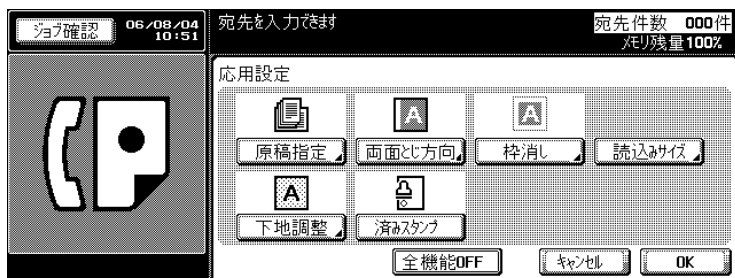 ジョブ確認
06/08/04
10:51
宛先を入力できます
宛先件数 000件
メモリ残量100%
応用設定
原稿指定
両面とじ方向
枠消し
読込みサイズ
下地調整
済みスタンプ
全機能OFF
キャンセル
OK